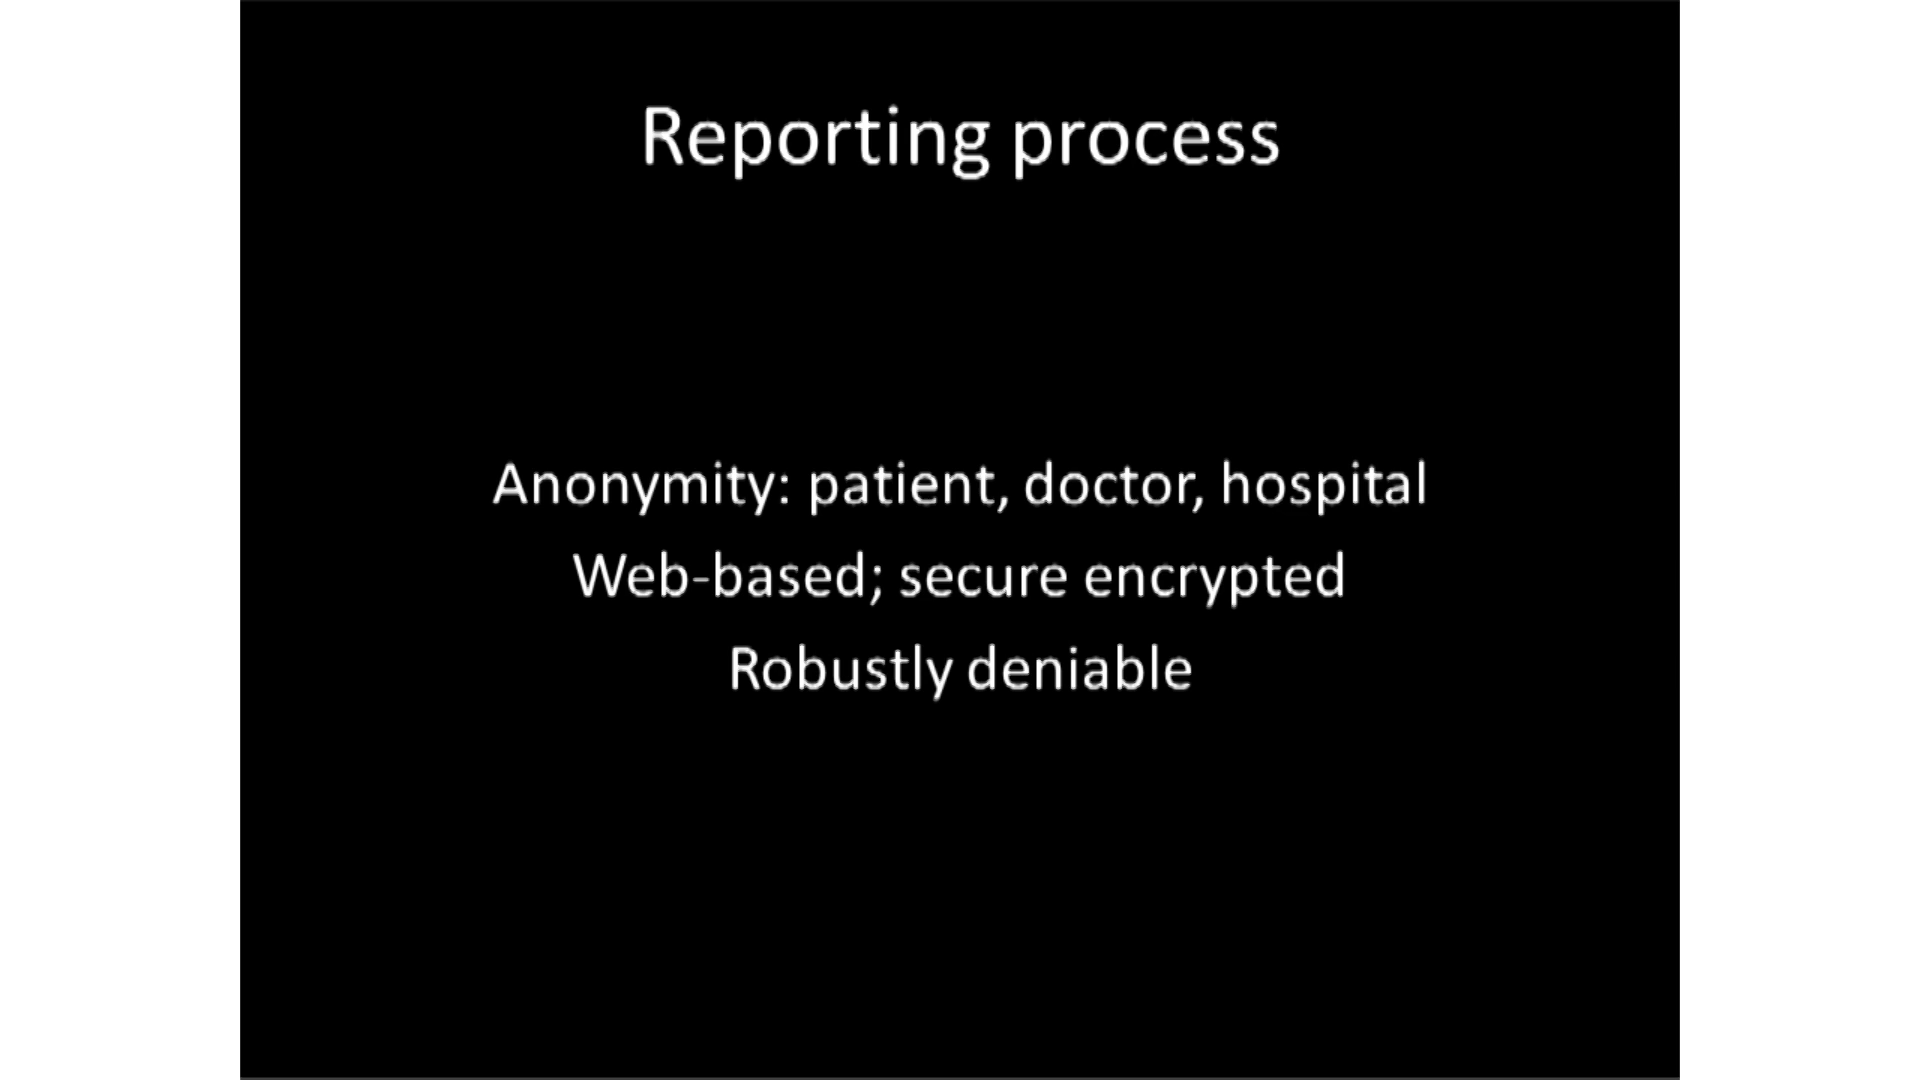 Reporting process
Anonymity: patient, doctor, hospital
Web-based; secure encrypted
Robustly deniable